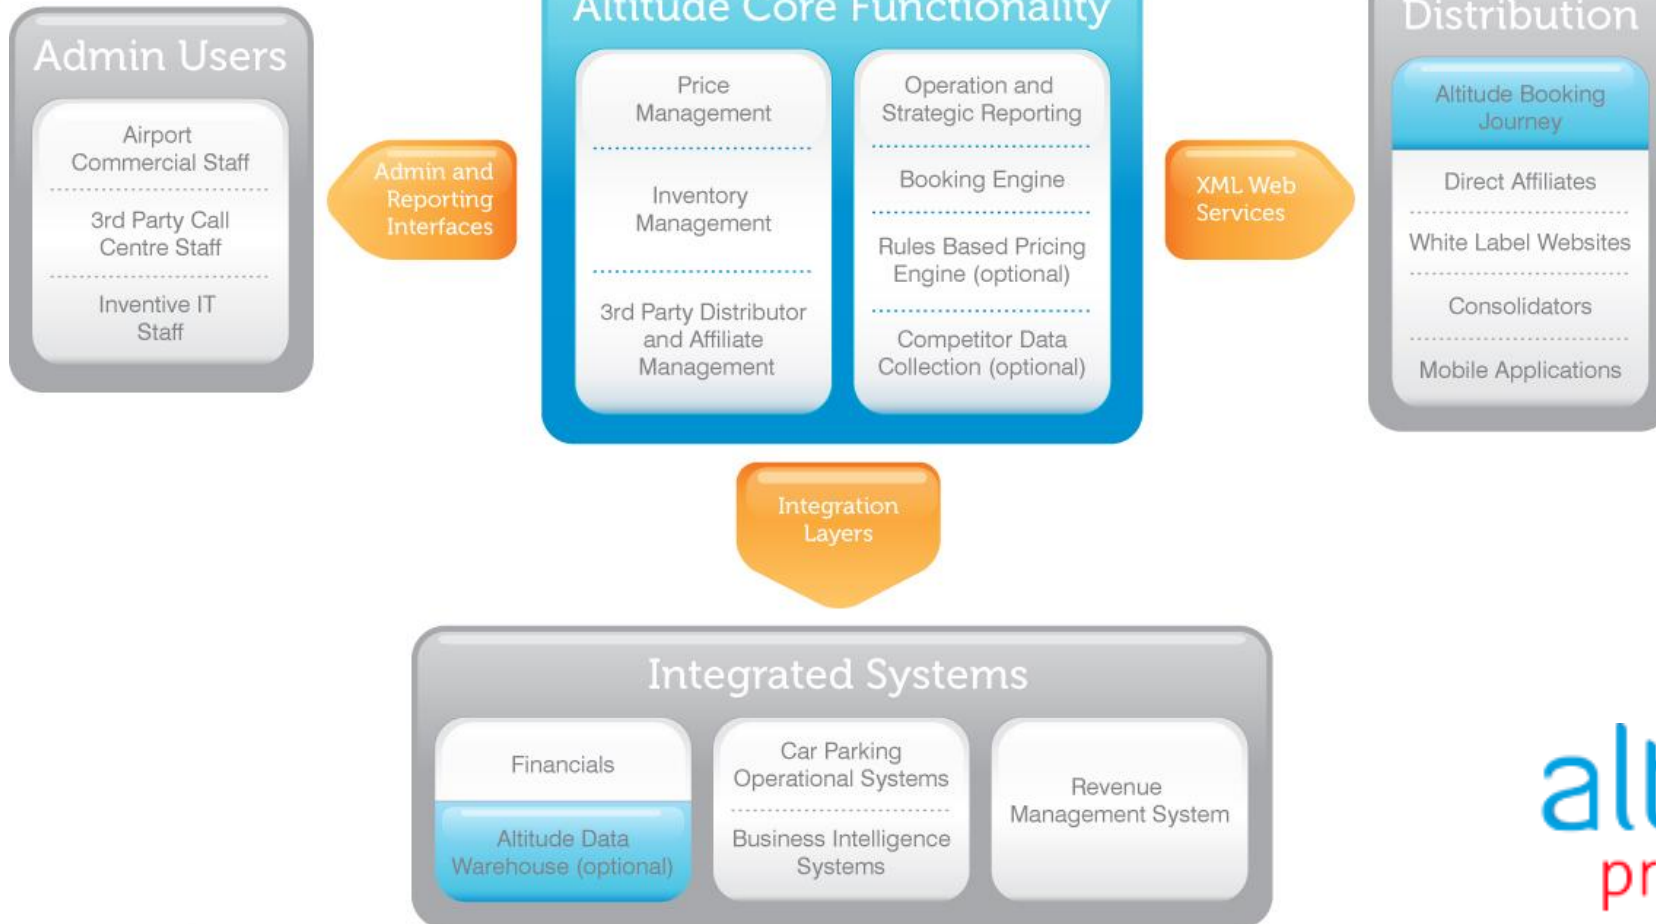 Admin Users
Airport
Commercial Staff
3rd Party Call
Centre Staff
Inventive IT
Staff
Admin and
Reporting
Interfaces
Altitude Core Functionality
Price
Management
Inventory
Management
3rd Party Distributor
and Affiliate
Management
Operation and
Strategic Reporting
Booking Engine
Rules Based Pricing
Engine (optional)
Competitor Data
Collection (optional)
XML Web
Services
Distribution
Altitude Booking
Journey
Direct Affiliates
White Label Websites
Consolidators
Mobile Applications
Integration
Layers
Integrated Systems
Financials
Altitude Data
Warehouse (optional)
Car Parking
Operational Systems
Business Intelligence
Systems
Revenue
Management System